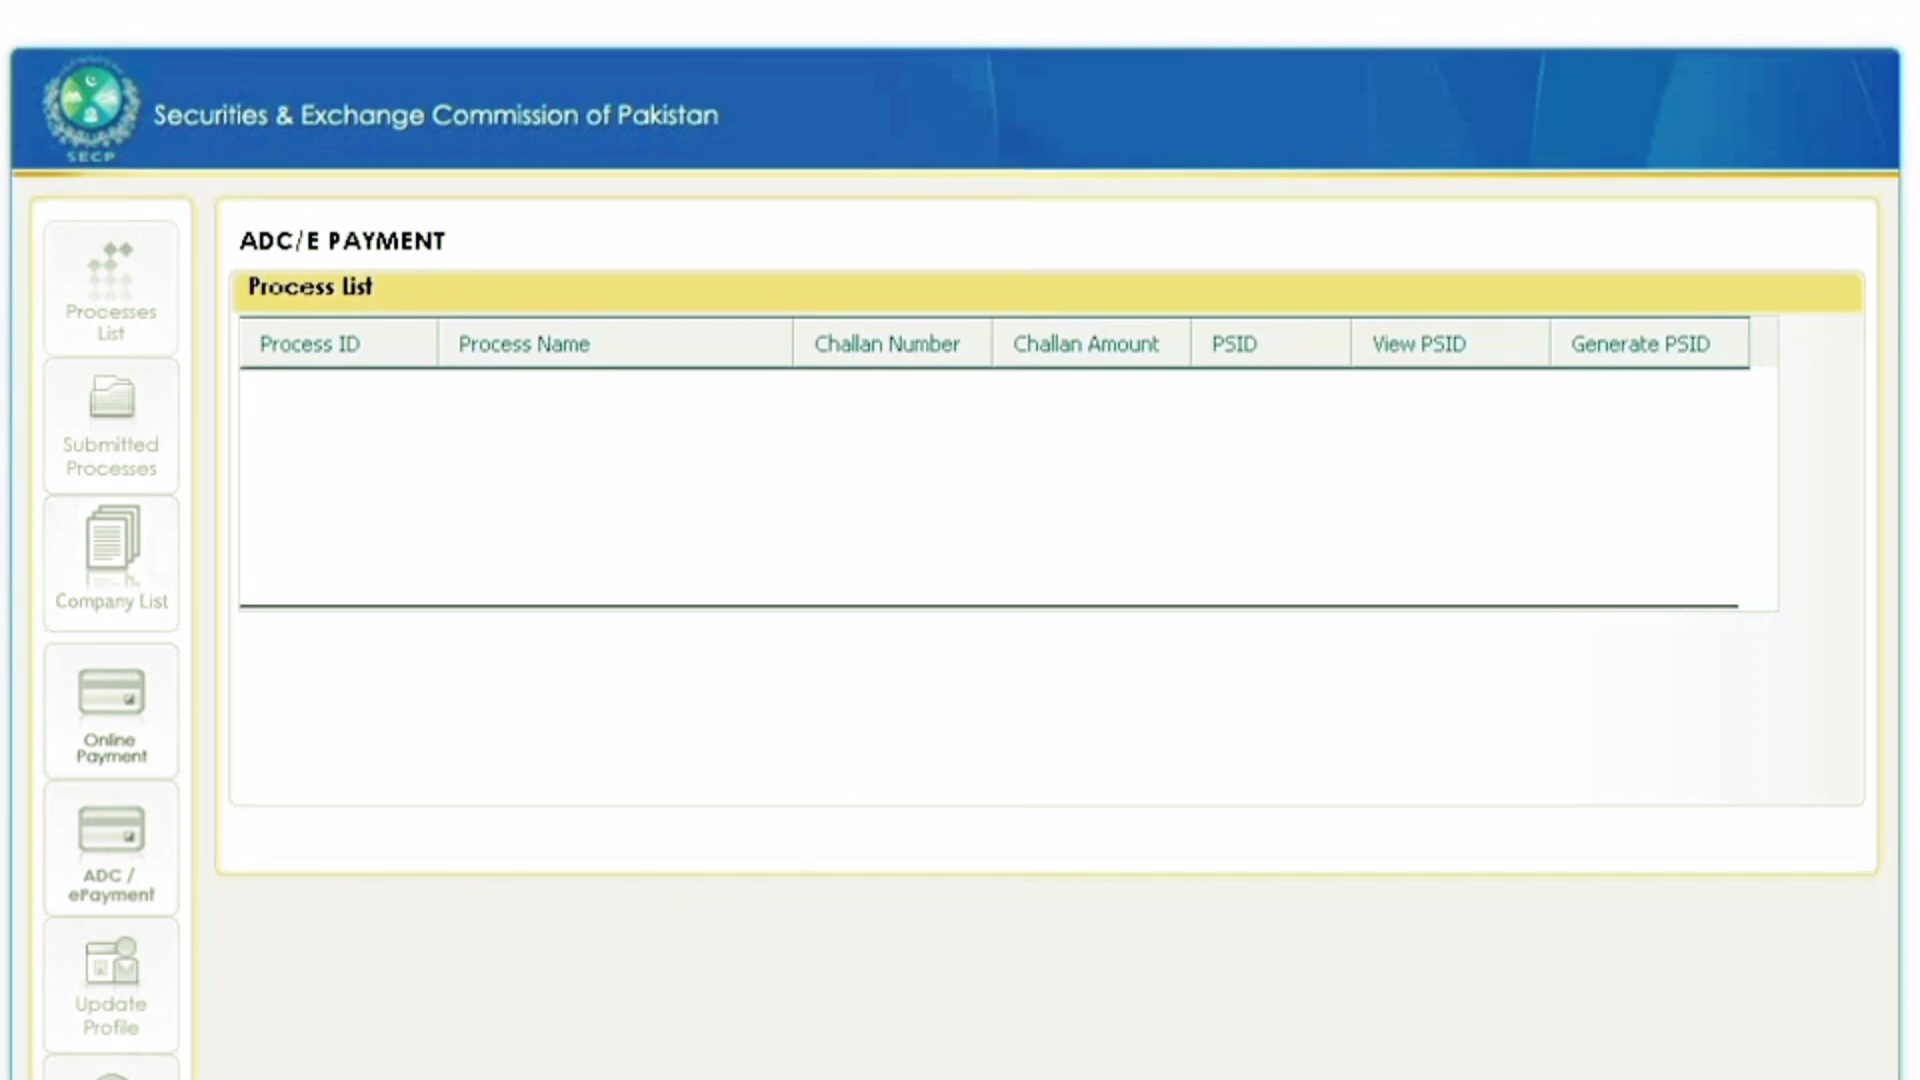 SECP
Securities & Exchange Commission of Pakistan
Processes
List
Submitted
Processes
Company List
Online
Payment
ADC /
ePayment
Update
Profile
ADC/E PAYMENT
Process List
Process ID Process Name Challan Number Challan Amount PSID View PSID Generate PSID